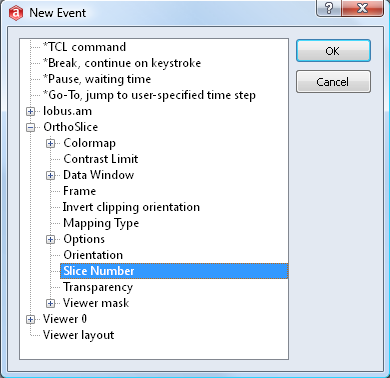 New Event
*TCL command
*Break, continue on keystroke
*Pause, waiting time
*Go-To, jump to user-specified time step
lobus.am
OrthoSlice
Colormap
Contrast Limit
Data Window
Frame
Invert clipping orientation
Mapping Type
Options
Orientation
Slice Number
Transparency
Viewer mask
Viewer 0
Viewer layout
OK
Cancel